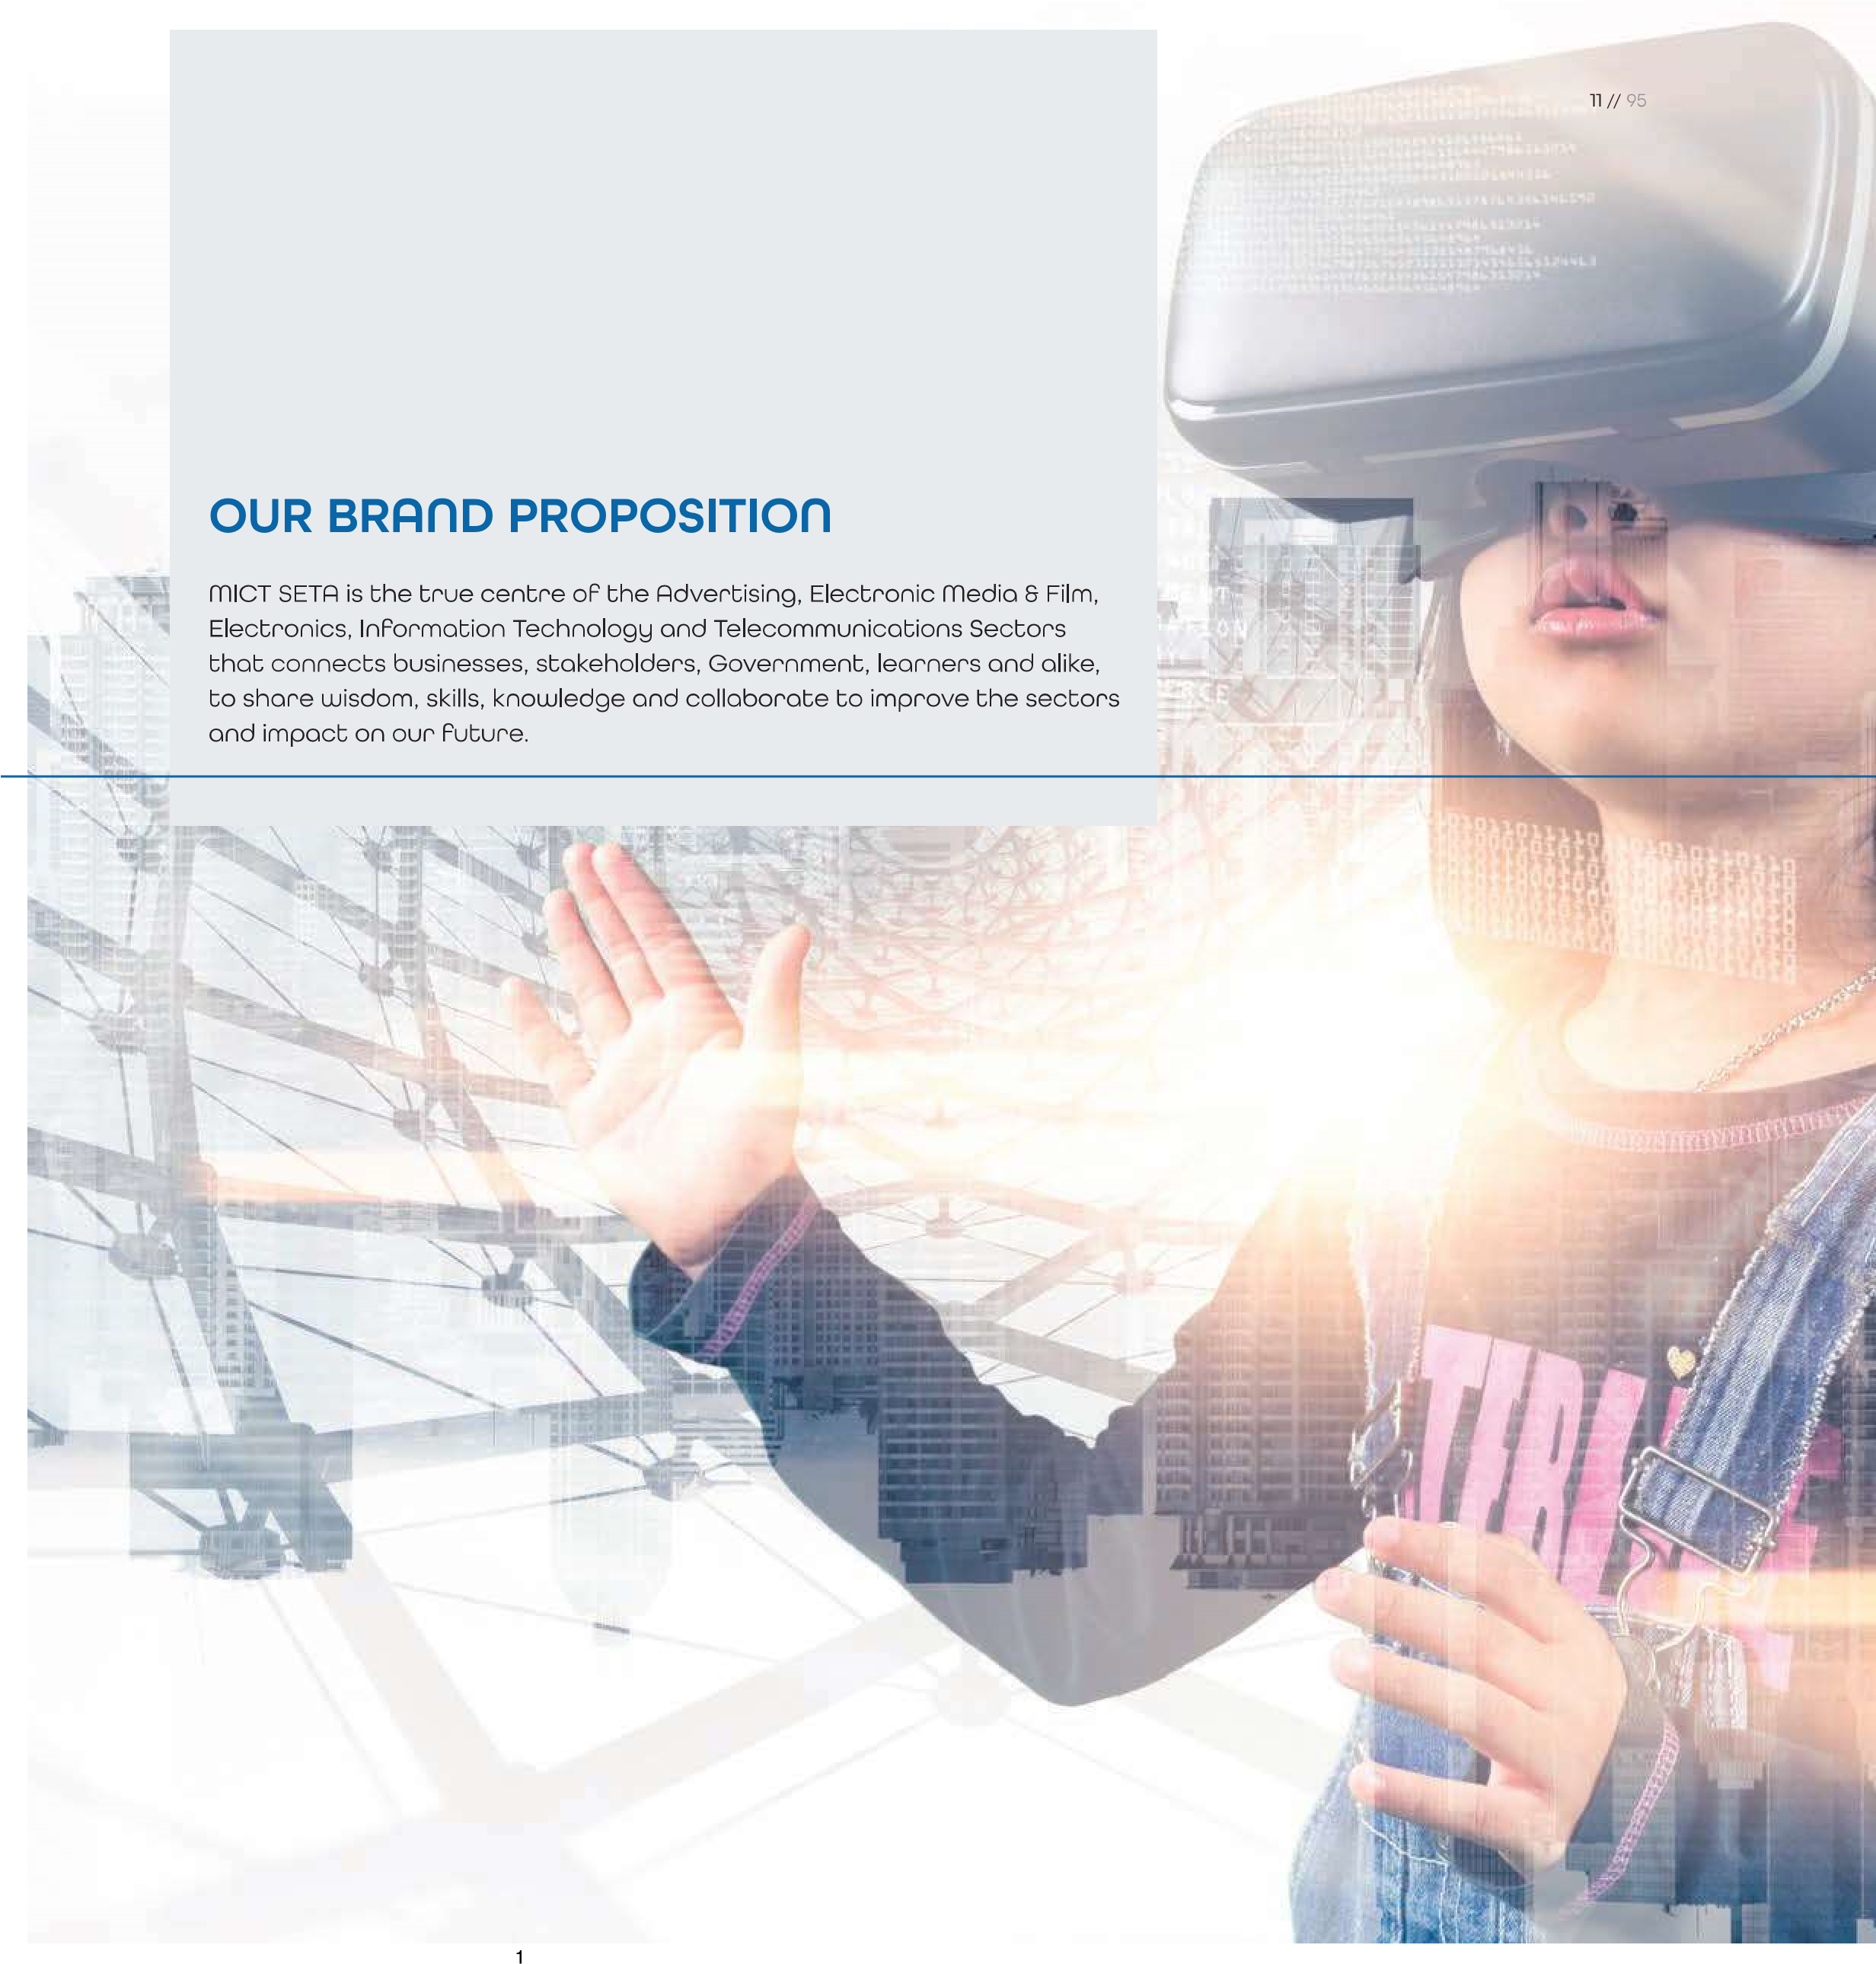 11 // 95
OUR BRAND PROPOSITION
MICT SETA is the true centre of the Advertising, Electronic Media & Film,
Electronics, Information Technology and Telecommunications Sectors
that connects businesses, stakeholders, Government, learners and alike,
to share wisdom, skills, knowledge and collaborate to improve the sectors
and impact on our future.
1